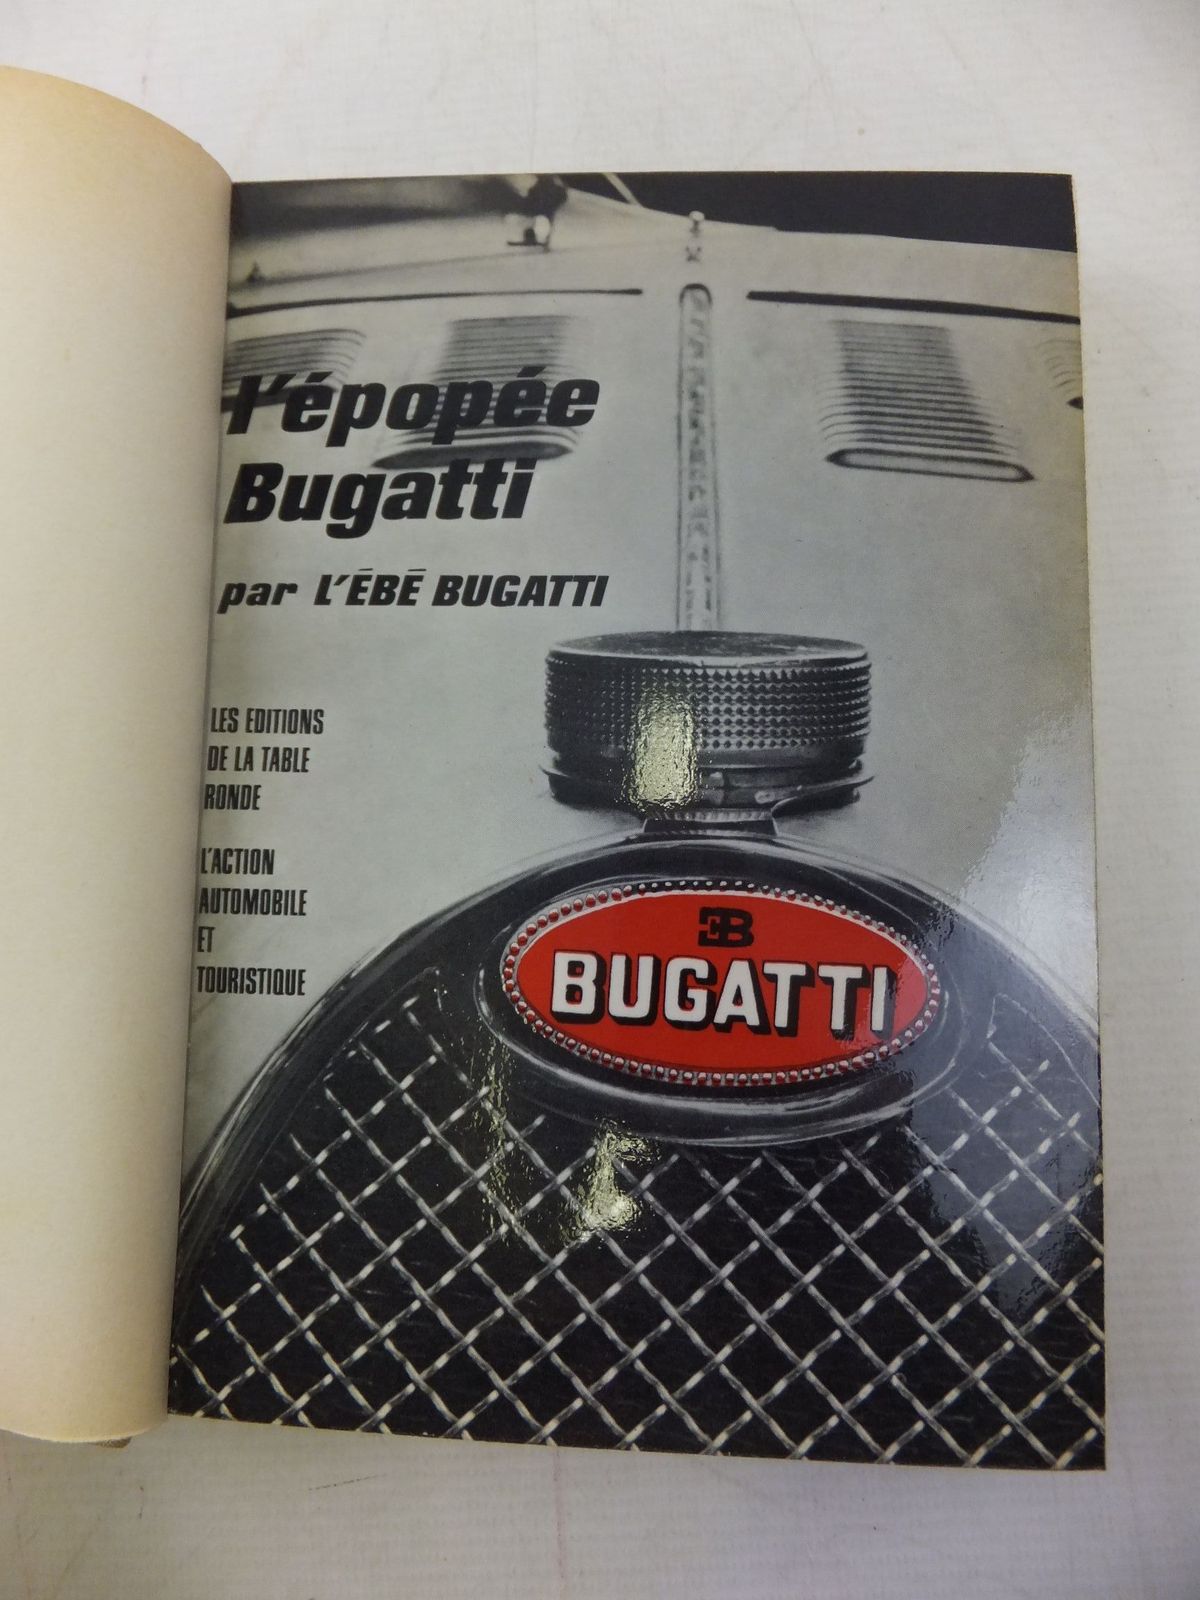 l'épopée
Bugatti
par L'ÉBÉ BUGATTI
LES EDITIONS
DE LA TABLE
RONDE
L'ACTION
AUTOMOBILE
ET
TOURISTIQUE
EB
BUGATTI